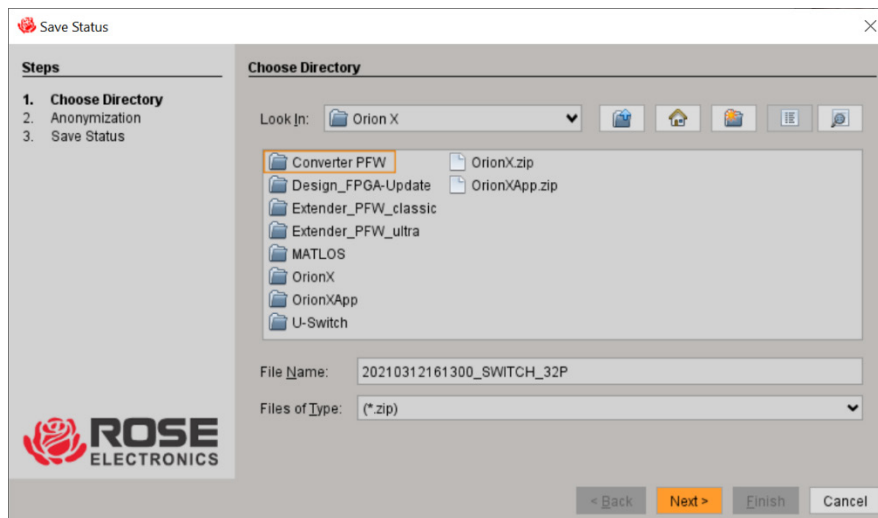 Save Status
Steps
1. Choose Directory
2. Anonymization
3. Save Status
Choose Directory
Look In: Orion X
Converter PFW
Design_FPGA-Update
Extender_PFW_classic
Extender_PFW_ultra
MATLOS
OrionX
OrionXApp
U-Switch
OrionX.zip
OrionXApp.zip
File Name: 20210312161300_SWITCH_32P
Files of Type: (*.zip)
ROSE
ELECTRONICS
< Back Next > Finish Cancel